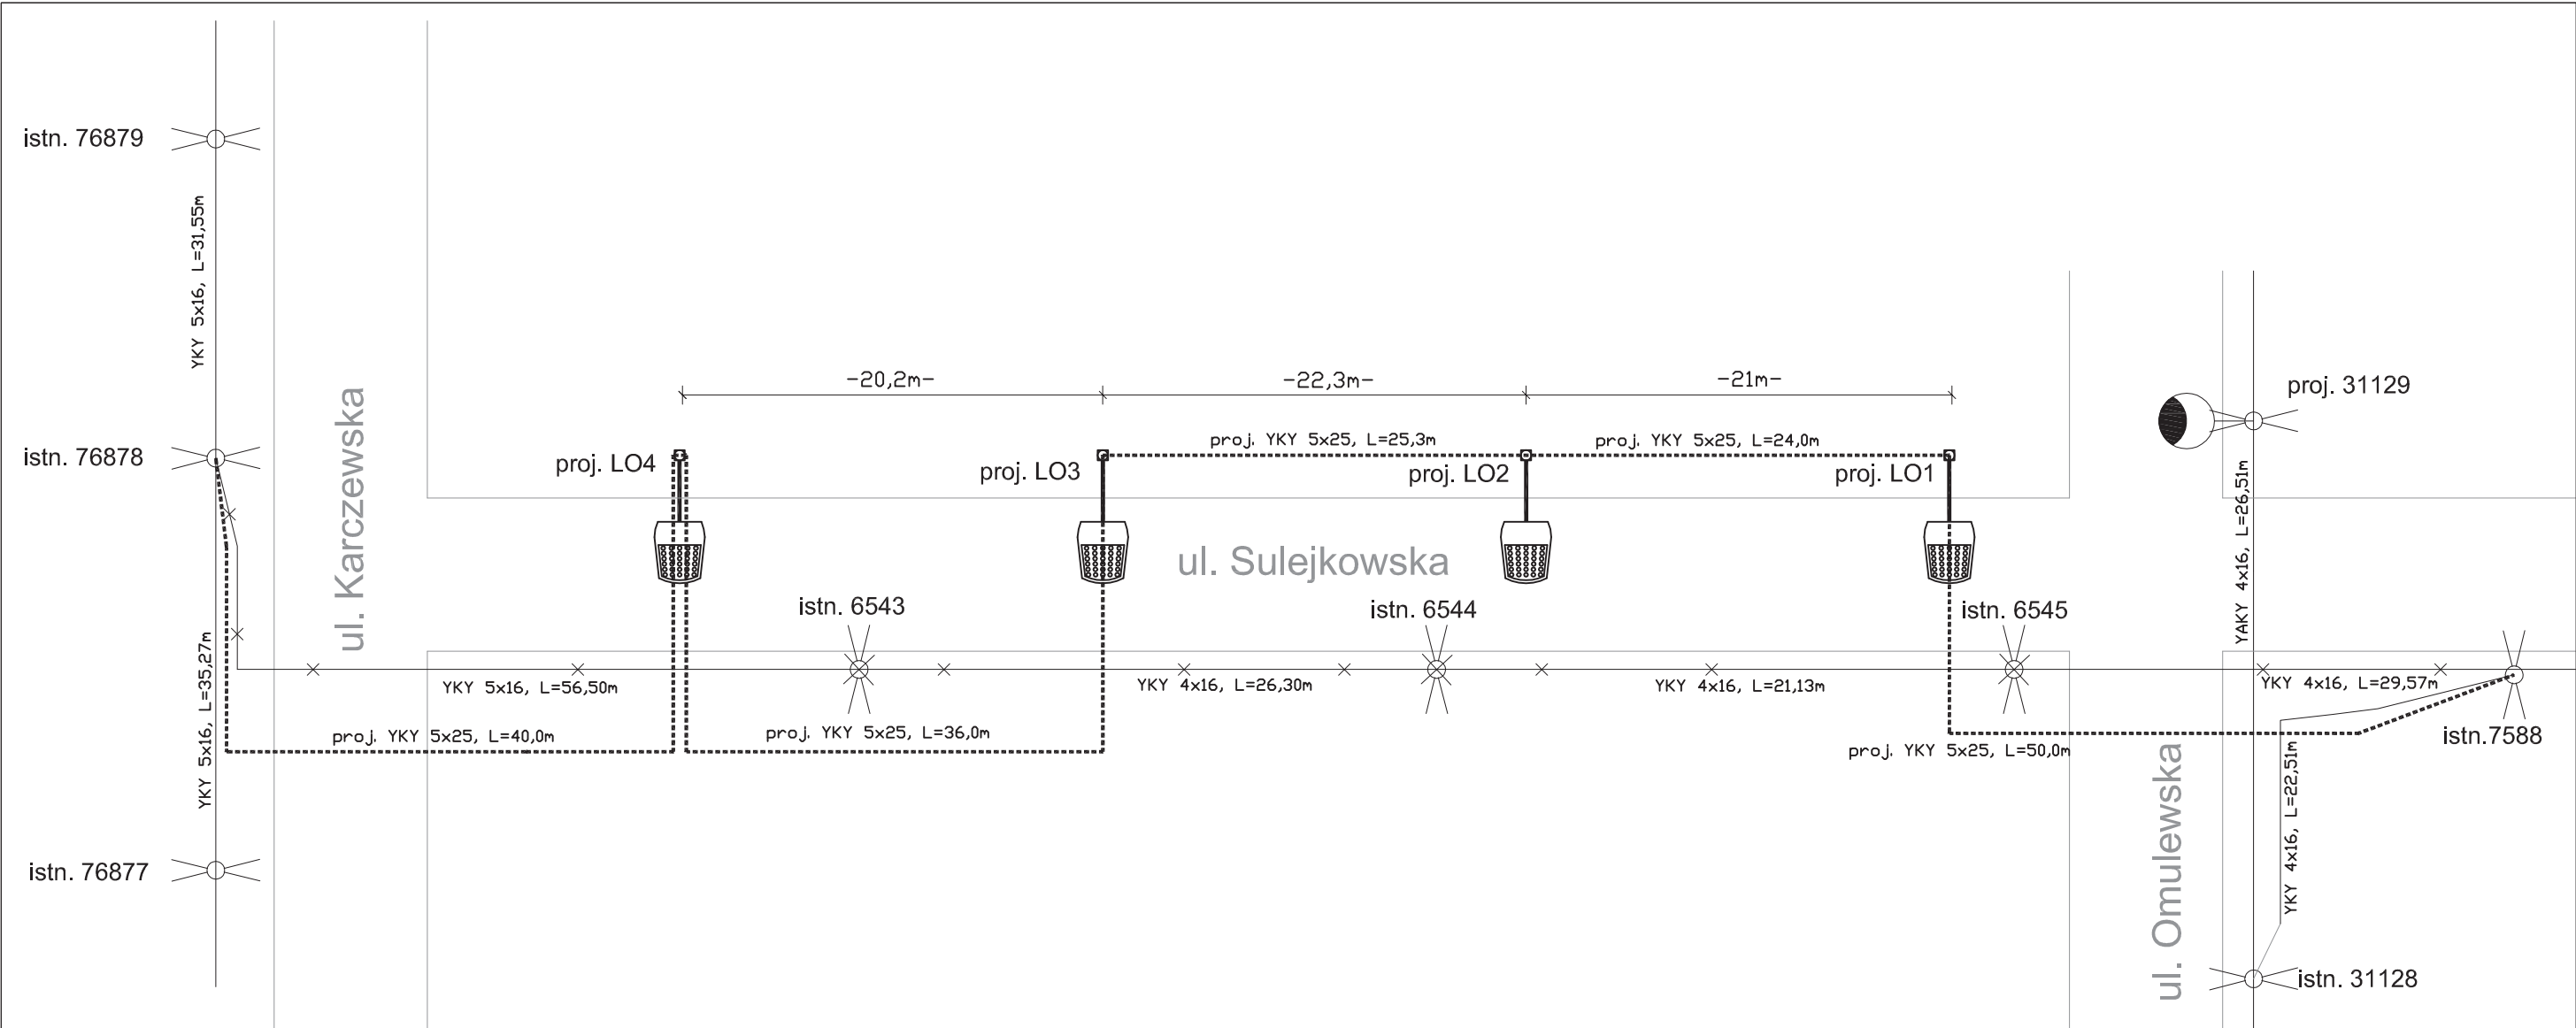 istn. 76879
YKY 5x16, L=31,55m
istn. 76878
ul. Karczewska
YKY 5x16, L=35,27m
istn. 76877
-20,2m-
-22,3m-
-21m-
proj. 31129
proj. YKY 5x25, L=25,3m
proj. YKY 5x25, L=24,0m
proj. LO4
proj. LO3
proj. LO2
proj. LO1
ul. Sulejkowska
YAKY 4x16, L=26,51m
istn. 6543
istn. 6544
istn. 6545
YKY 5x16, L=56,50m
YKY 4x16, L=26,30m
YKY 4x16, L=21,13m
YKY 4x16, L=29,57m
proj. YKY 5x25, L=40,0m
proj. YKY 5x25, L=36,0m
proj. YKY 5x25, L=50,0m
istn.7588
ul. Omulewska
YKY 4x16, L=22,51m
istn. 31128